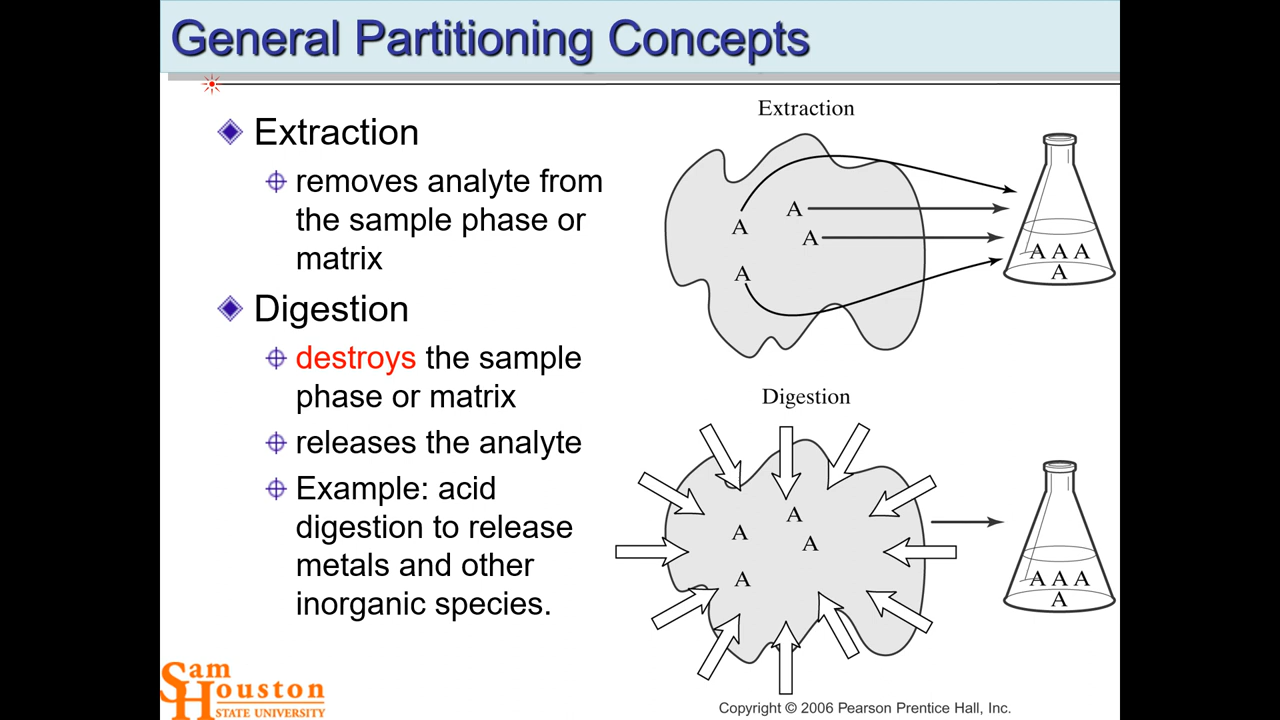 General Partitioning Concepts
Extraction
removes analyte from
the sample phase or
matrix
Digestion
destroys the sample
phase or matrix
releases the analyte
Example: acid
digestion to release
metals and other
inorganic species.
Extraction
A
A
A
A
A A A
A
Digestion
A
A
A
A
A A A
A
Sam
Houston
STATE UNIVERSITY
Copyright © 2006 Pearson Prentice Hall, Inc.